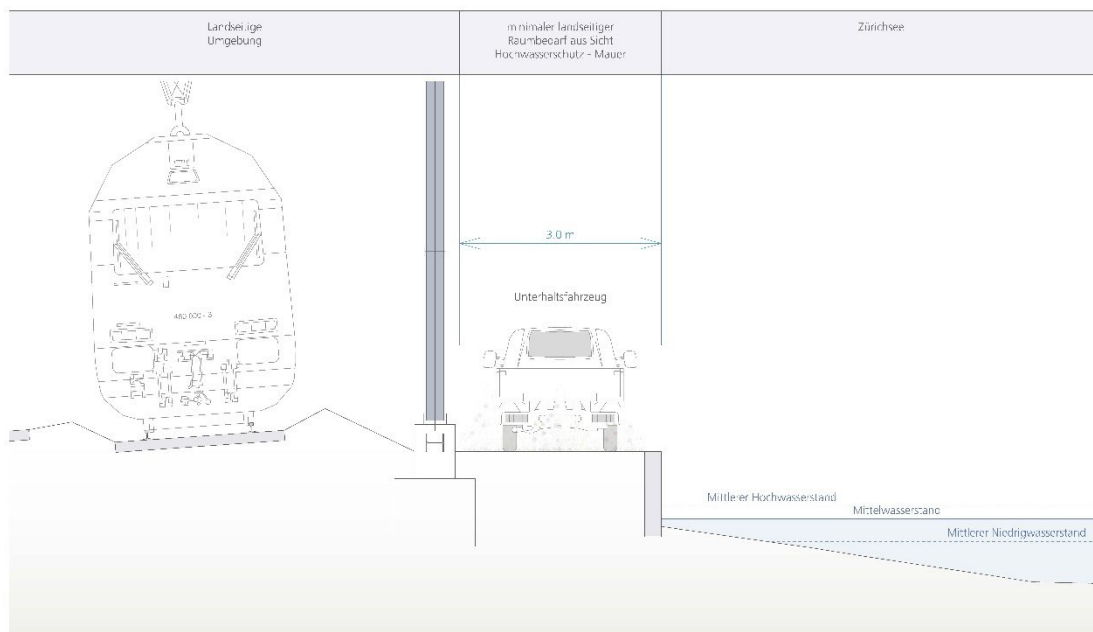 Landseitige
Umgebung
minimaler landseitiger
Raumbedarf aus Sicht
Hochwasserschutz - Mauer
Zürichsee
3.0 m
Unterhaltsfahrzeug
Mittlerer Hochwasserstand
Mittelwasserstand
Mittlerer Niedrigwasserstand